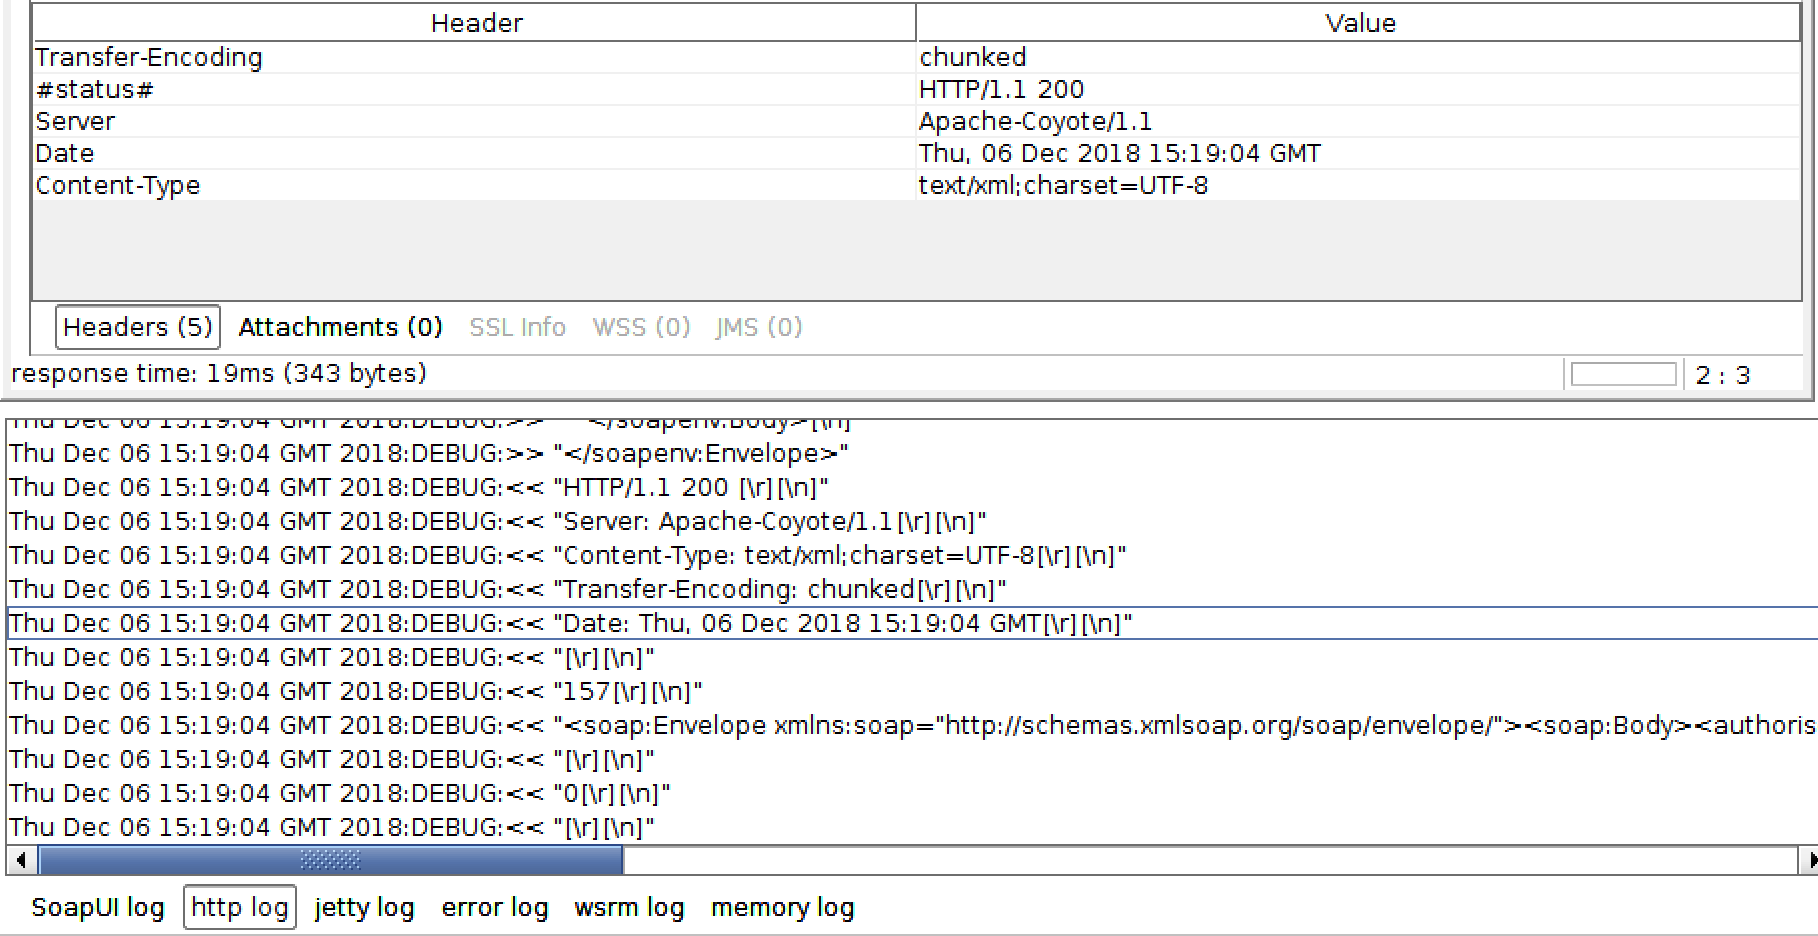 Header Value
Transfer-Encoding chunked
#status# HTTP/1.1 200
Server Apache-Coyote/1.1
Date Thu, 06 Dec 2018 15:19:04 GMT
Content-Type text/xml;charset=UTF-8
Headers (5) Attachments (0) SSL Info WSS (0) JMS (0)
response time: 19ms (343 bytes) 2 : 3
Thu Dec 06 15:19:04 GMT 2018:DEBUG:>> "   </soapenv:Body>[\n]"
Thu Dec 06 15:19:04 GMT 2018:DEBUG:>> "</soapenv:Envelope>"
Thu Dec 06 15:19:04 GMT 2018:DEBUG:<< "HTTP/1.1 200 [\r][\n]"
Thu Dec 06 15:19:04 GMT 2018:DEBUG:<< "Server: Apache-Coyote/1.1[\r][\n]"
Thu Dec 06 15:19:04 GMT 2018:DEBUG:<< "Content-Type: text/xml;charset=UTF-8[\r][\n]"
Thu Dec 06 15:19:04 GMT 2018:DEBUG:<< "Transfer-Encoding: chunked[\r][\n]"
Thu Dec 06 15:19:04 GMT 2018:DEBUG:<< "Date: Thu, 06 Dec 2018 15:19:04 GMT[\r][\n]"
Thu Dec 06 15:19:04 GMT 2018:DEBUG:<< "[\r][\n]"
Thu Dec 06 15:19:04 GMT 2018:DEBUG:<< "157[\r][\n]"
Thu Dec 06 15:19:04 GMT 2018:DEBUG:<< "<soap:Envelope xmlns:soap="http://schemas.xmlsoap.org/soap/envelope/"><soap:Body><authoris
Thu Dec 06 15:19:04 GMT 2018:DEBUG:<< "[\r][\n]"
Thu Dec 06 15:19:04 GMT 2018:DEBUG:<< "0[\r][\n]"
Thu Dec 06 15:19:04 GMT 2018:DEBUG:<< "[\r][\n]"
SoapUI log http log jetty log error log wsrm log memory log